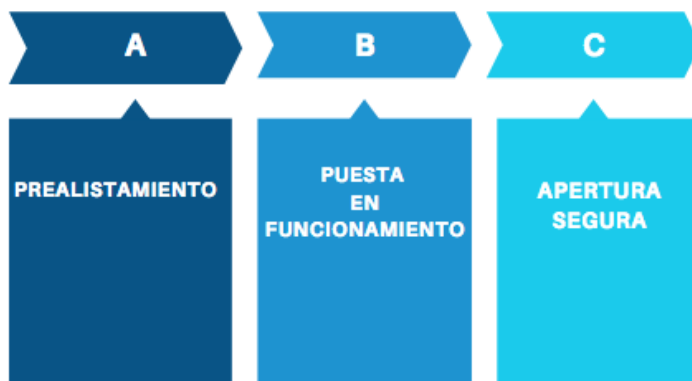 A
B
C
PREALISTAMIENTO
PUESTA
EN
FUNCIONAMIENTO
APERTURA
SEGURA